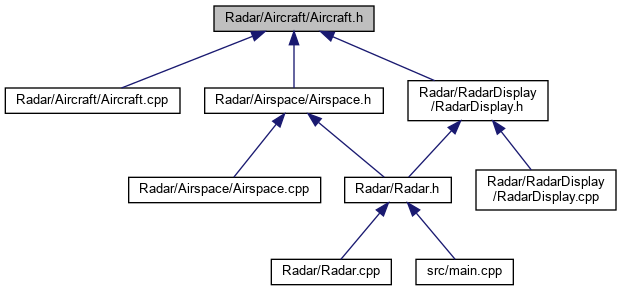 Radar/Aircraft/Aircraft.h
Radar/Aircraft/Aircraft.cpp
Radar/Airspace/Airspace.h
Radar/RadarDisplay
/RadarDisplay.h
Radar/Airspace/Airspace.cpp
Radar/Radar.h
Radar/RadarDisplay
/RadarDisplay.cpp
Radar/Radar.cpp
src/main.cpp